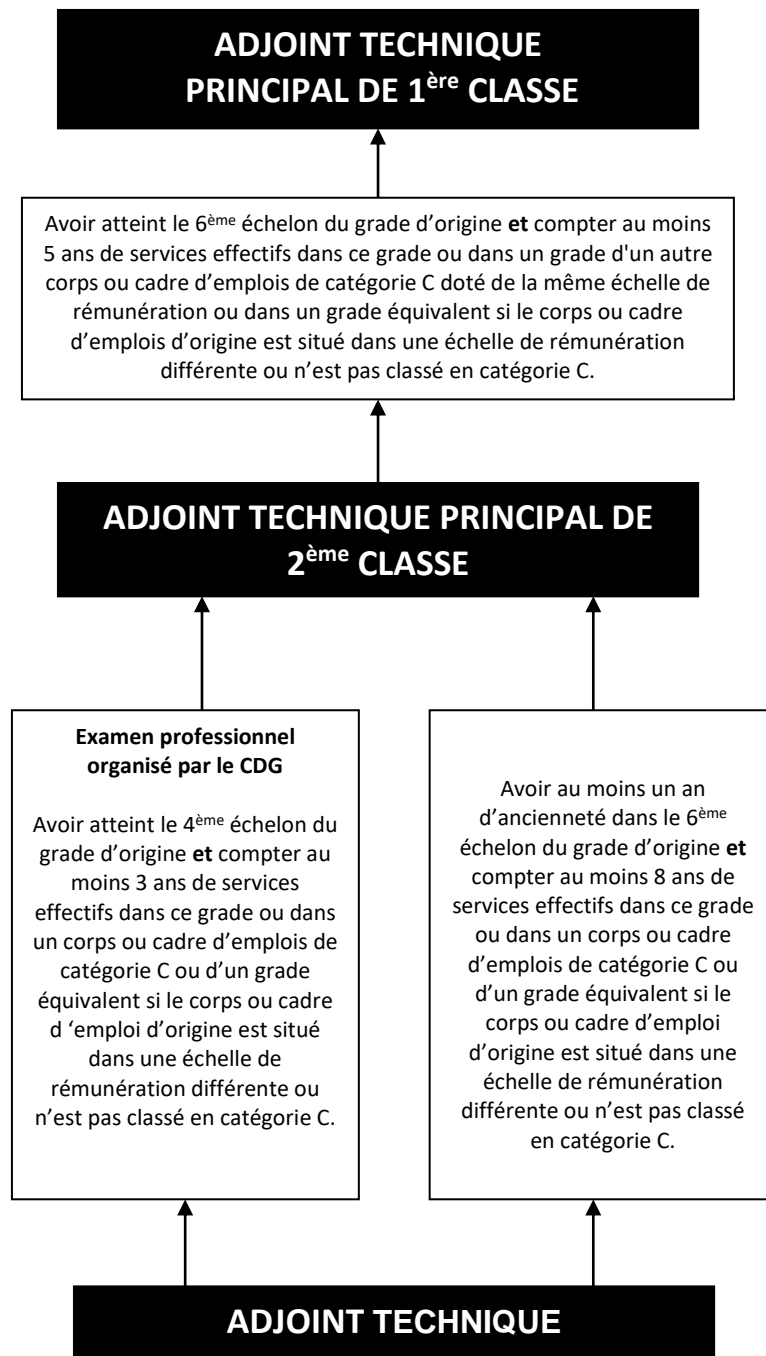 ADJOINT TECHNIQUE
PRINCIPAL DE 1ère CLASSE
Avoir atteint le 6ème échelon du grade d’origine et compter au moins
5 ans de services effectifs dans ce grade ou dans un grade d'un autre
corps ou cadre d’emplois de catégorie C doté de la même échelle de
rémunération ou dans un grade équivalent si le corps ou cadre
d’emplois d’origine est situé dans une échelle de rémunération
différente ou n’est pas classé en catégorie C.
ADJOINT TECHNIQUE PRINCIPAL DE
2ème CLASSE
Examen professionnel
organisé par le CDG
Avoir atteint le 4ème échelon du
grade d’origine et compter au
moins 3 ans de services
effectifs dans ce grade ou dans
un corps ou cadre d’emplois de
catégorie C ou d’un grade
équivalent si le corps ou cadre
d ‘emploi d’origine est situé
dans une échelle de
rémunération différente ou
n’est pas classé en catégorie C.
Avoir au moins un an
d’ancienneté dans le 6ème
échelon du grade d’origine et
compter au moins 8 ans de
services effectifs dans ce grade
ou dans un corps ou cadre
d’emplois de catégorie C ou
d’un grade équivalent si le
corps ou cadre d’emploi
d’origine est situé dans une
échelle de rémunération
différente ou n’est pas classé
en catégorie C.
ADJOINT TECHNIQUE